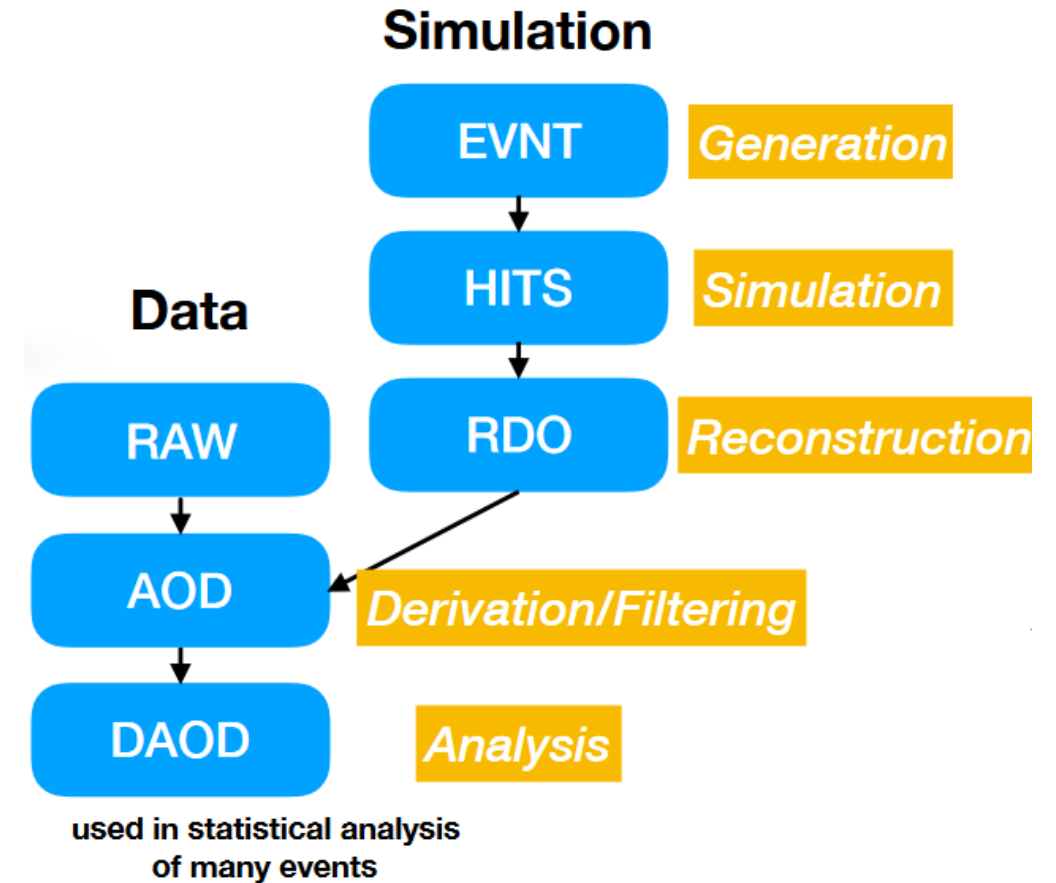 Simulation
EVNT
Generation
HITS
Simulation
Data
RAW
RDO
Reconstruction
AOD
Derivation/Filtering
DAOD
Analysis
used in statistical analysis
of many events